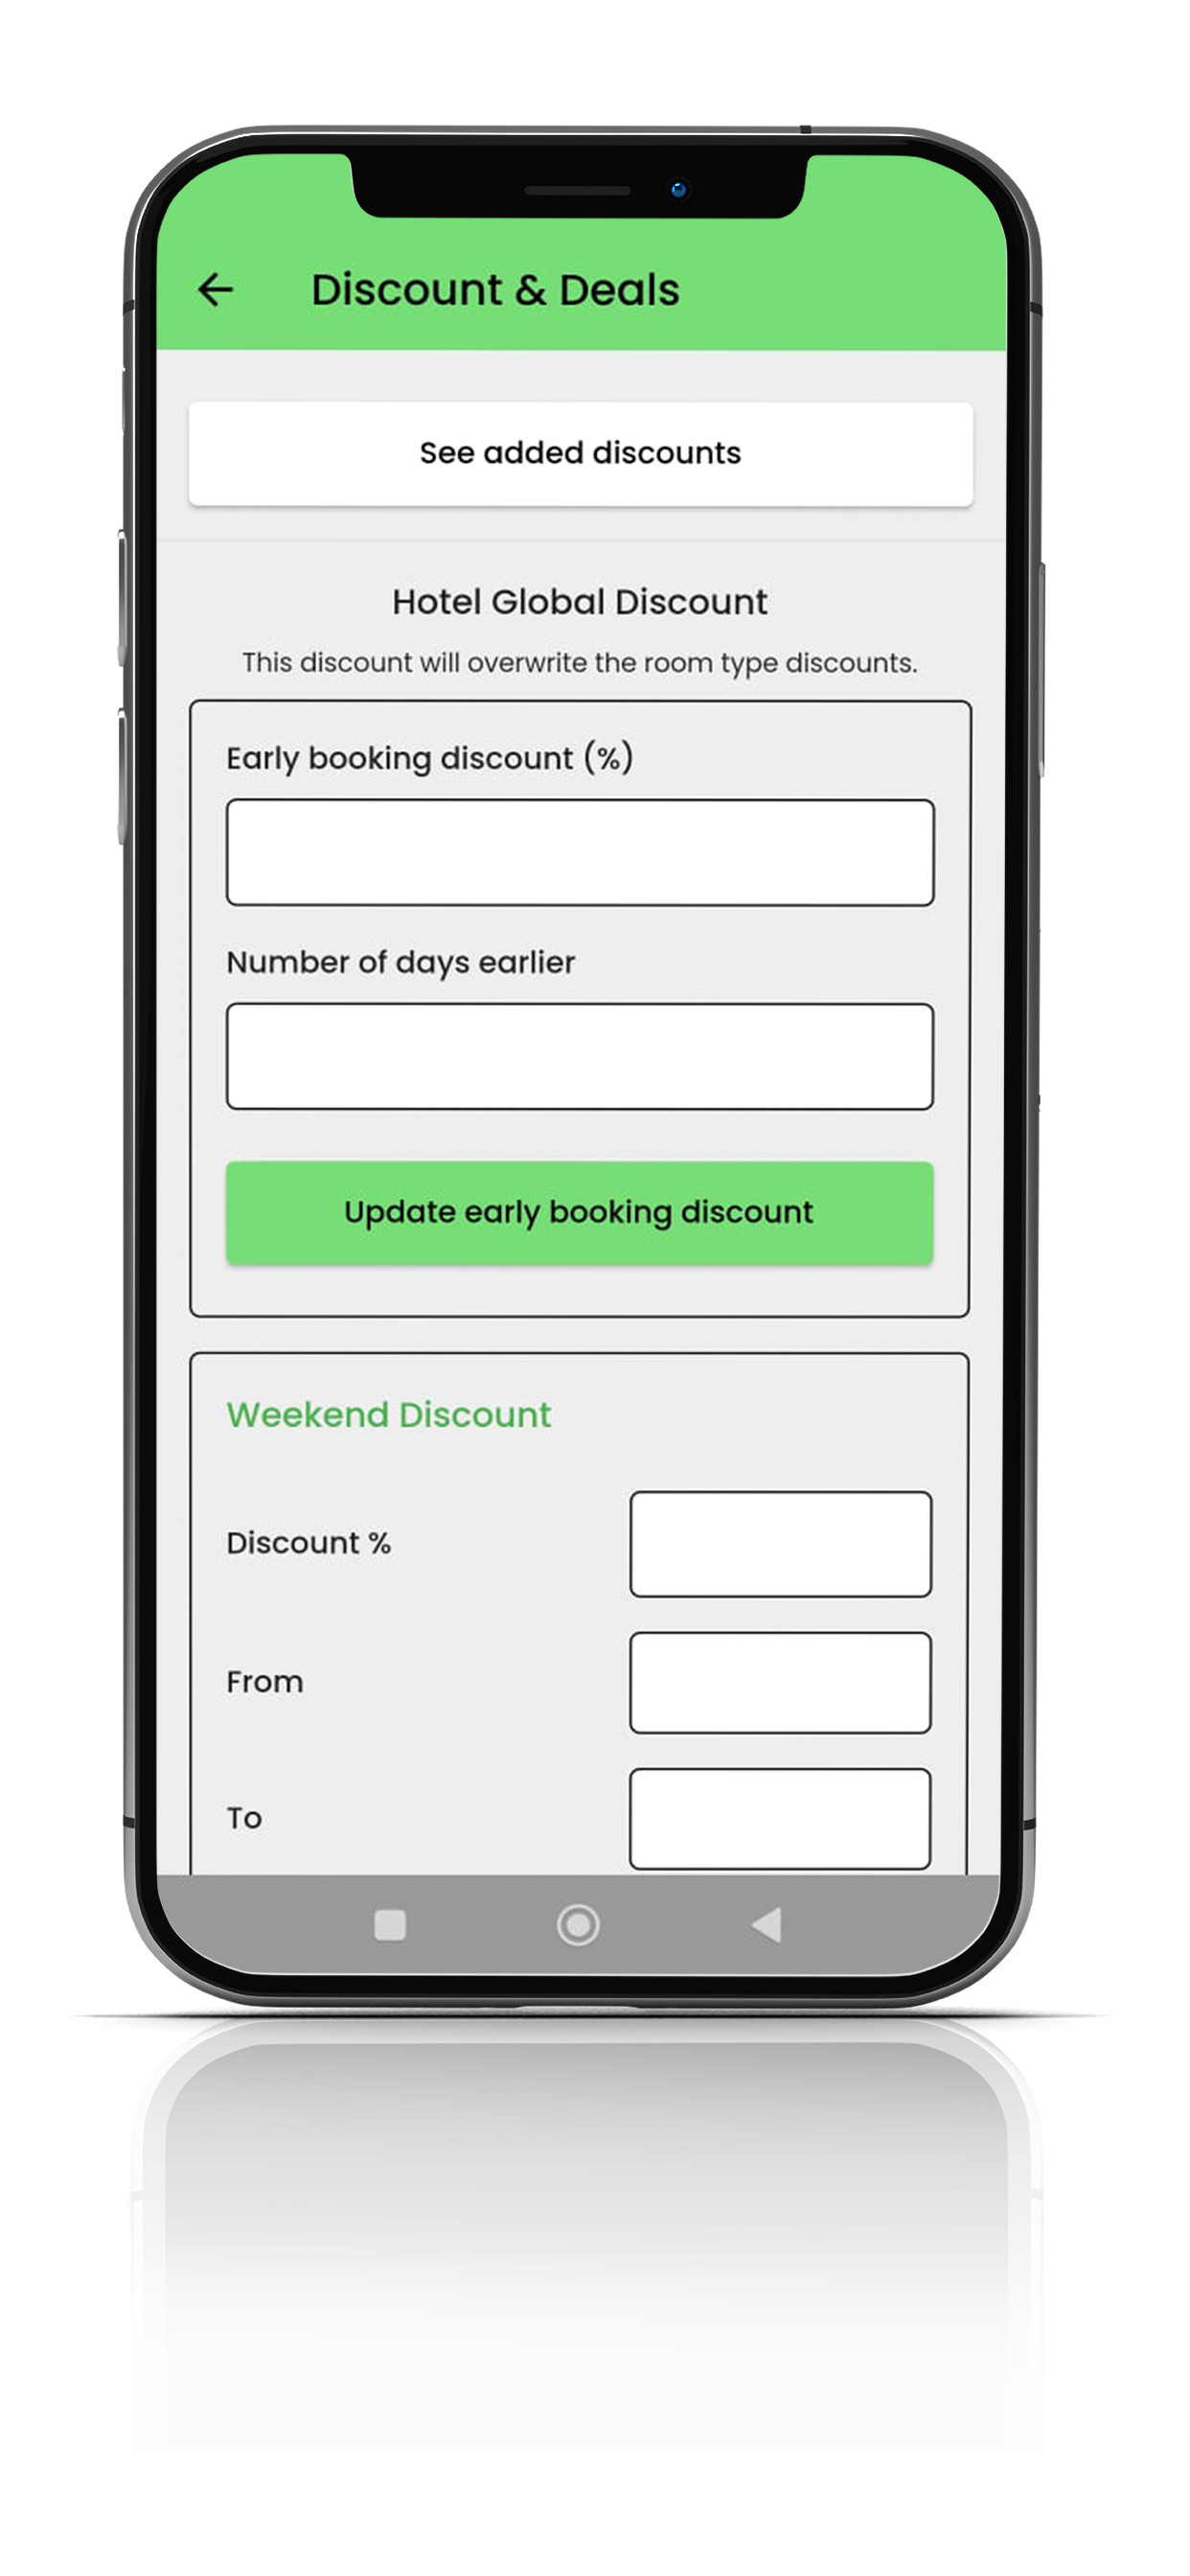 Discount & Deals
See added discounts
Hotel Global Discount
This discount will overwrite the room type discounts.
Early booking discount (%)
Number of days earlier
Update early booking discount
Weekend Discount
Discount %
From
To